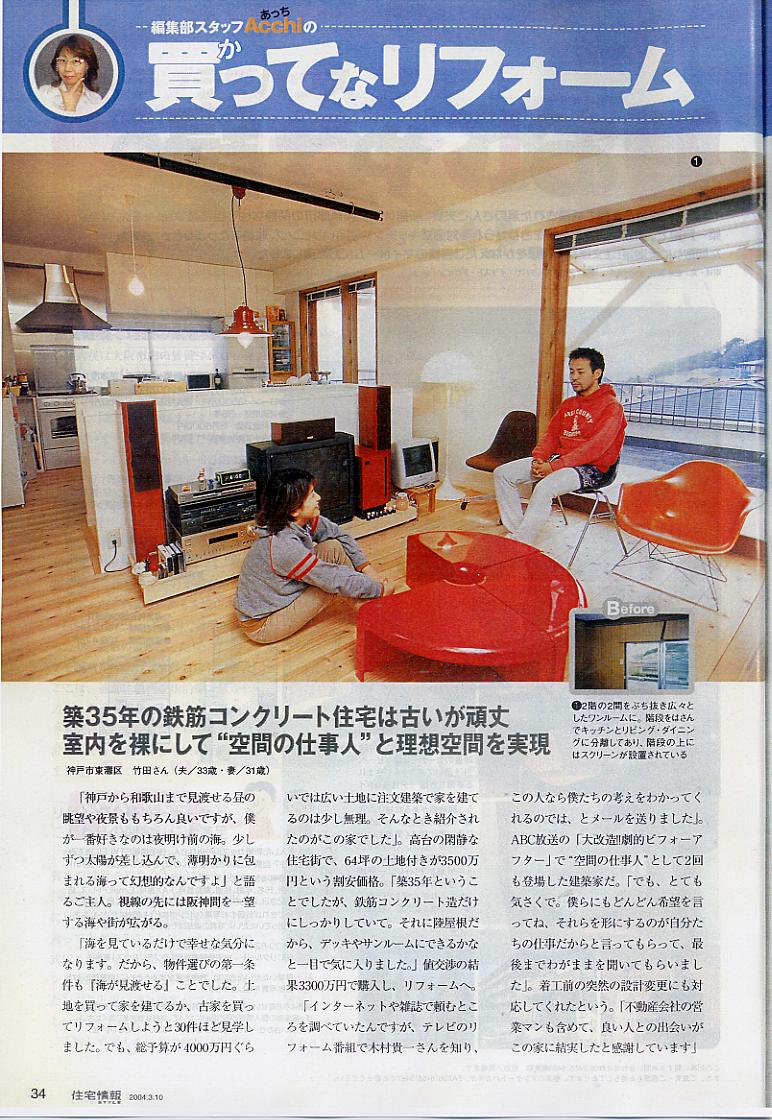 編集部スタッフAcchiの
あっち
買ってなリフォーム
か
1
Before
12階の2間をぶち抜き広々と
したワンルームに。階段をはさん
でキッチンとリビング・ダイニン
グに分離してあり、階段の上に
はスクリーンが設置されている
築35年の鉄筋コンクリート住宅は古いが頑丈
室内を裸にして“空間の仕事人”と理想空間を実現
神戸市東灘区　竹田さん（夫／33歳・妻／31歳）
「神戸から和歌山まで見渡せる昼の
眺望や夜景ももちろん良いですが、僕
が一番好きなのは夜明け前の海。少し
ずつ太陽が差し込んで、薄明かりに包
まれる海って幻想的なんですよ」と語
るご主人。視線の先には阪神間を一望
する海や街が広がる。
「海を見ているだけで幸せな気分に
なります。だから、物件選びの第一条
件も『海が見渡せる』ことでした。土
地を買って家を建てるか、古家を買っ
てリフォームしようと30件ほど見学し
ました。でも、総予算が4000万円ぐら
いでは広い土地に注文建築で家を建て
るのは少し無理。そんなとき紹介され
たのがこの家でした」。高台の閑静な
住宅街で、64坪の土地付きが3500万
円という割安価格。「築35年というこ
とでしたが、鉄筋コンクリート造だけ
にしっかりしていて。それに陸屋根だ
から、デッキやサンルームにできるかな
と一目で気に入りました。」値交渉の結
果3300万円で購入し、リフォームへ。
「インターネットや雑誌で頼むとこ
ろを調べていたんですが、テレビのリ
フォーム番組で木村貴一さんを知り、
この人なら僕たちの考えをわかってく
れるのでは、とメールを送りました」。
ABC放送の「大改造!!劇的ビフォーア
フター」で“空間の仕事人”として2回
も登場した建築家だ。「でも、とても
気さくで。僕らにもどんどん希望を言
ってね、それらを形にするのが自分た
ちの仕事だからと言ってもらって、最
後までわがままを聞いてもらいまし
た」。着工前の突然の設計変更にも対
応してくれたという。「不動産会社の営
業マンも含めて、良い人との出会いが
この家に結実したと感謝しています」
34 住宅情報 STYLE 2004.3.10